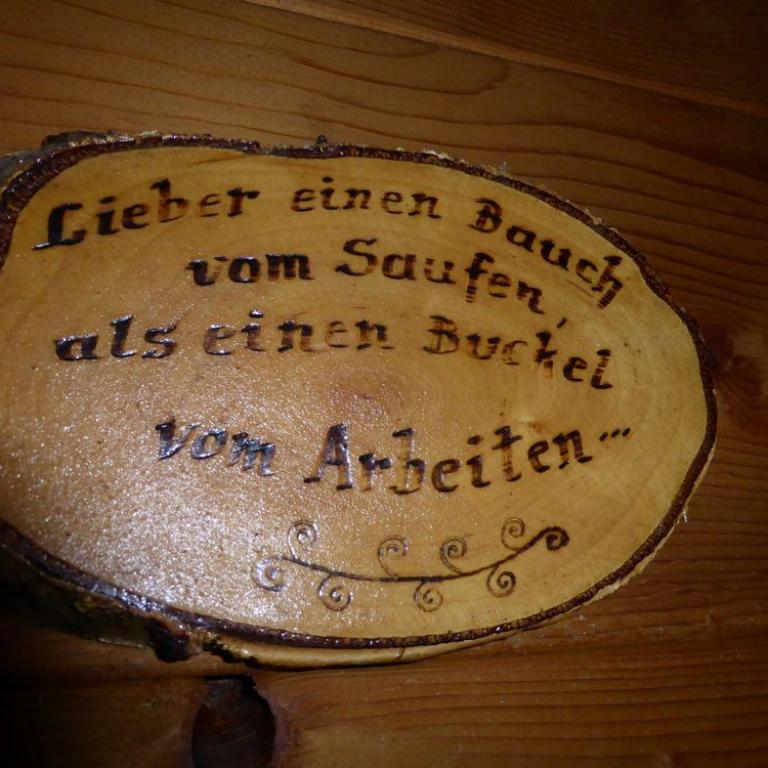 Lieber einen Bauch
vom Saufen,
als einen Buckel
vom Arbeiten...